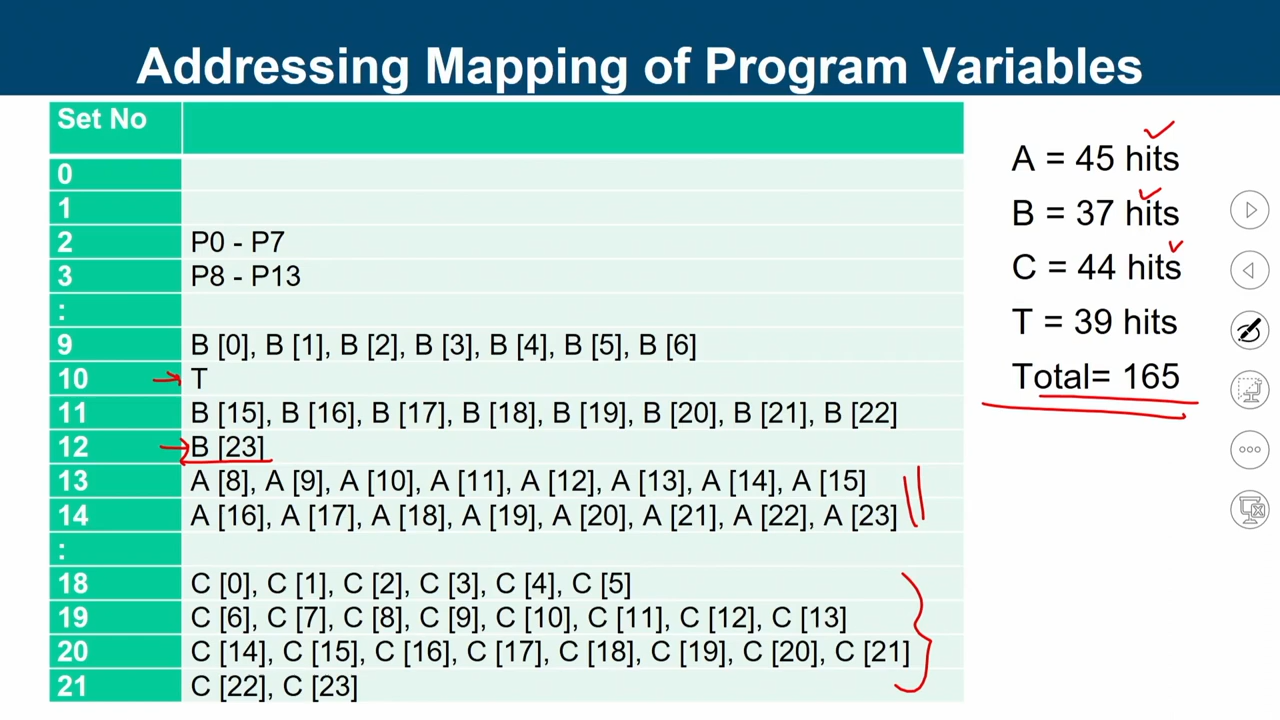 Addressing Mapping of Program Variables
Set No
0
1
2 P0 - P7
3 P8 - P13
:
9 B [0], B [1], B [2], B [3], B [4], B [5], B [6]
10 T
11 B [15], B [16], B [17], B [18], B [19], B [20], B [21], B [22]
12 B [23]
13 A [8], A [9], A [10], A [11], A [12], A [13], A [14], A [15]
14 A [16], A [17], A [18], A [19], A [20], A [21], A [22], A [23]
:
18 C [0], C [1], C [2], C [3], C [4], C [5]
19 C [6], C [7], C [8], C [9], C [10], C [11], C [12], C [13]
20 C [14], C [15], C [16], C [17], C [18], C [19], C [20], C [21]
21 C [22], C [23]
A = 45 hits
B = 37 hits
C = 44 hits
T = 39 hits
Total= 165